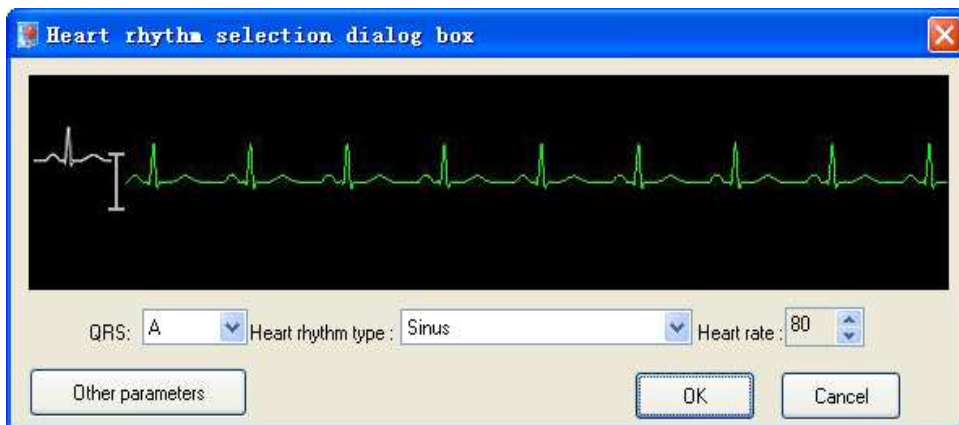 Heart rhythm selection dialog box
QRS: A Heart rhythm type : Sinus Heart rate : 80
Other parameters OK Cancel